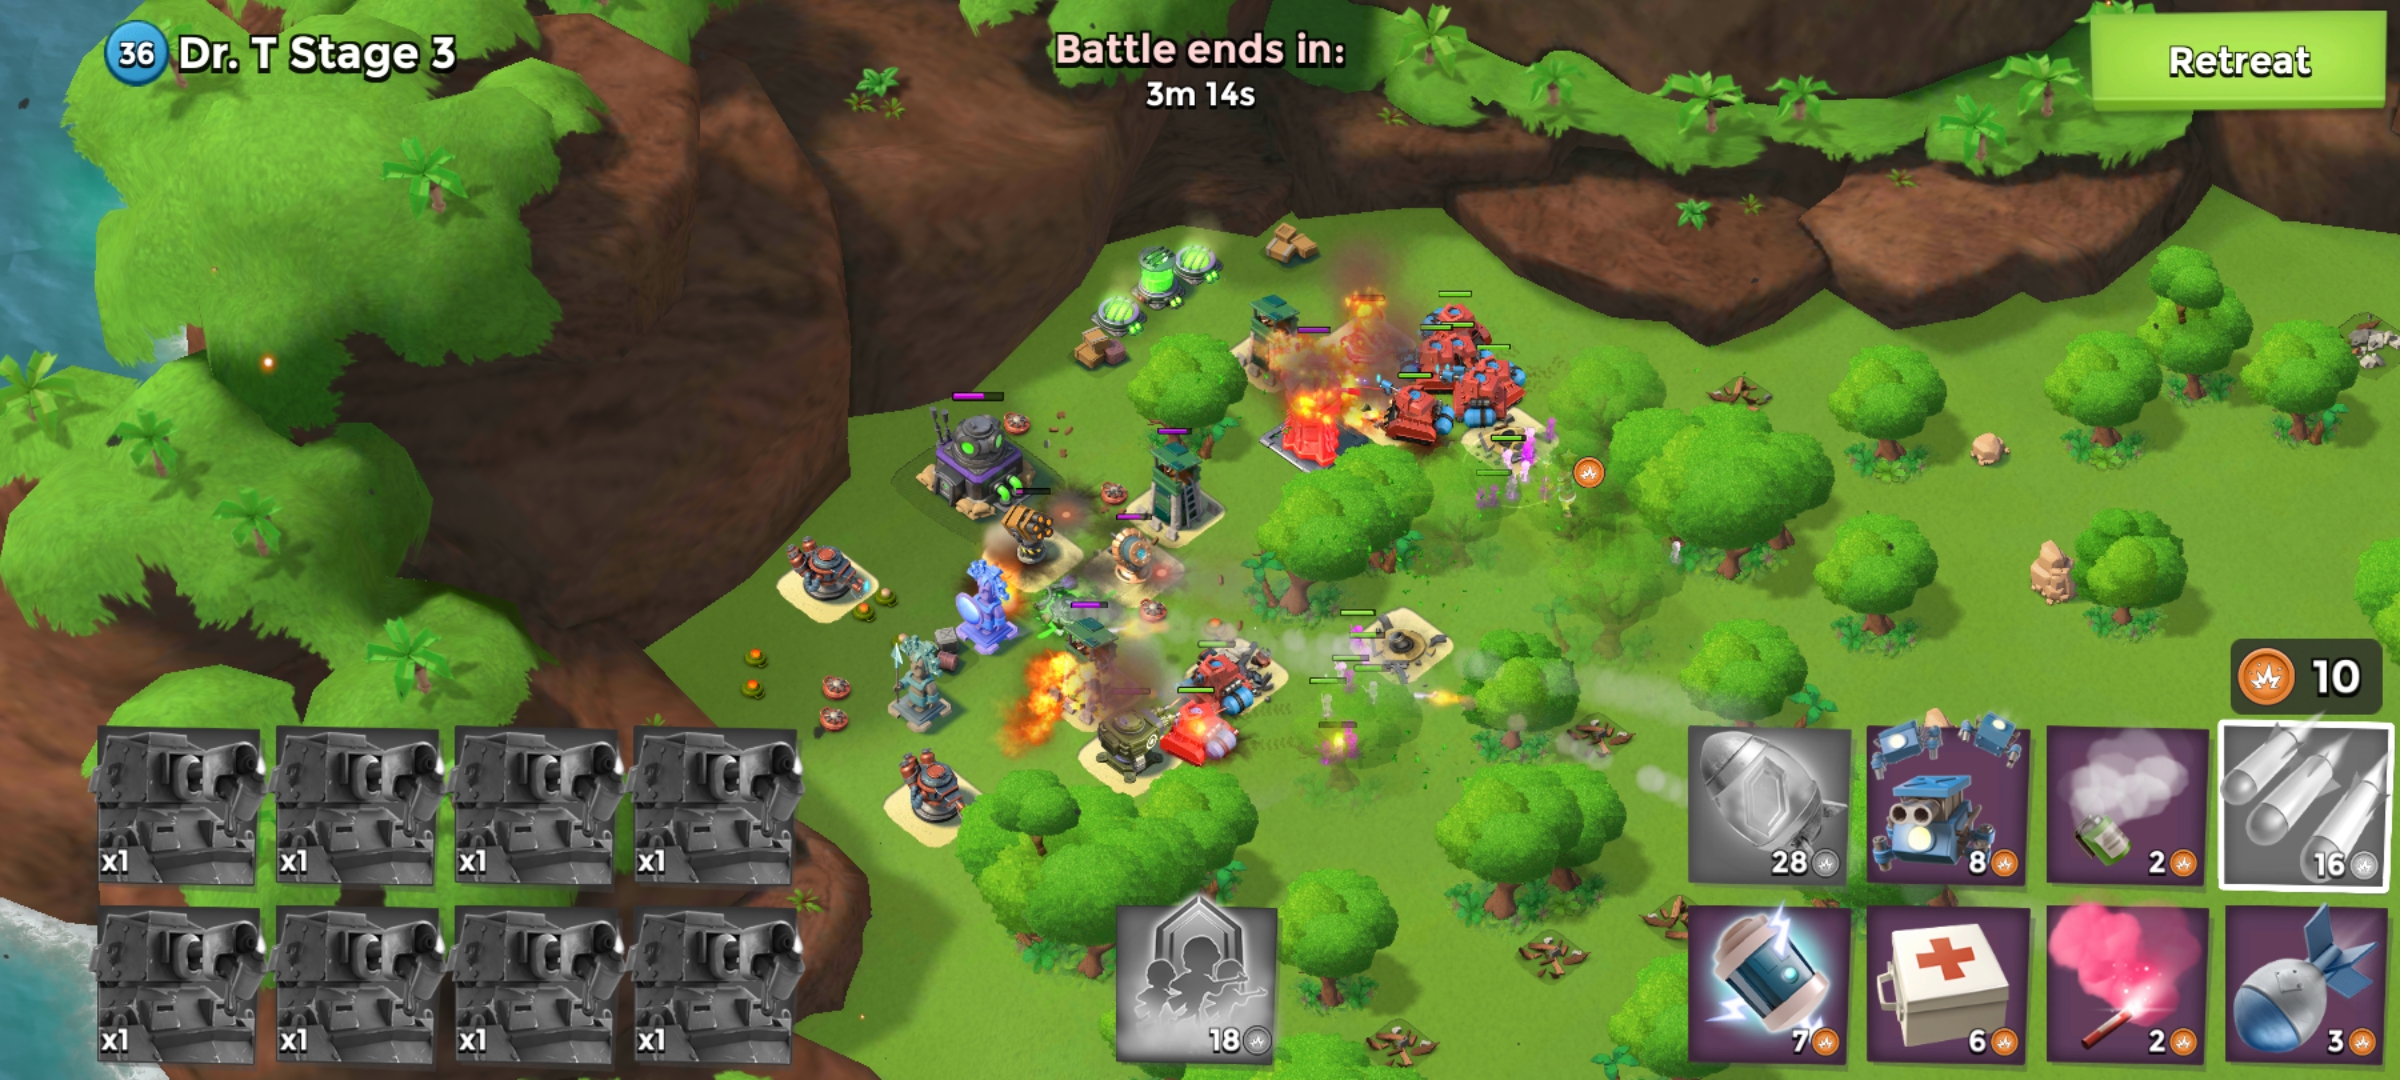 36 Dr. T Stage 3
Battle ends in:
3m 14s
Retreat
10
x1 x1 x1 x1
28 8 2 16
x1 x1 x1 x1
18
7 6 2 3